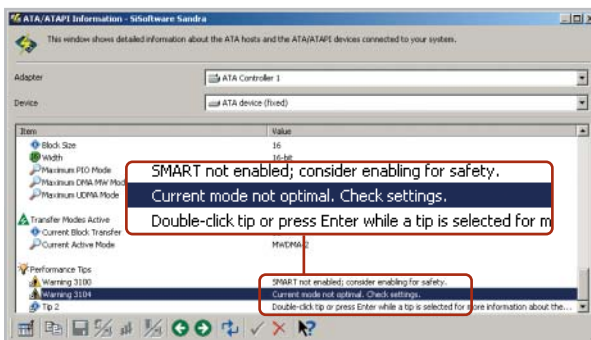 ATA/ATAPI Information - SiSoftware Sandra
This window shows detailed information about the ATA hosts and the ATA/ATAPI devices connected to your system.
Adapter
ATA Controller 1
Device
ATA device (fixed)
Item Value
Block Size 16
Width 16-bit
Maximum PIO Mode
Maximum DMA MW Mod
Maximum UDMA Mode
SMART not enabled; consider enabling for safety.
Current mode not optimal. Check settings.
Double-click tip or press Enter while a tip is selected for m
Transfer Modes Active
Current Block Transfer
Current Active Mode MWDMA-2
Performance Tips
Warning 3100 SMART not enabled; consider enabling for safety.
Warning 3104 Current mode not optimal. Check settings.
Tip 2 Double-click tip or press Enter while a tip is selected for more information about the...